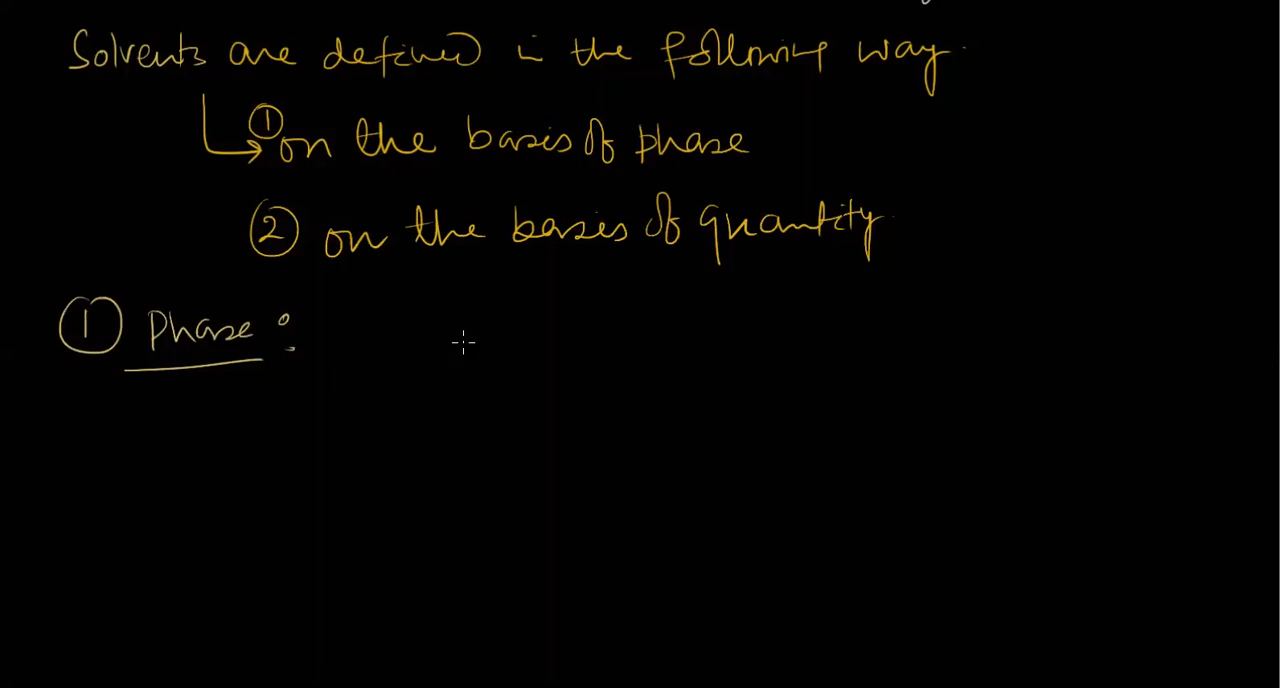 Solvents are defined in the following way.
① on the basis of phase
② on the basis of quantity
① Phase :